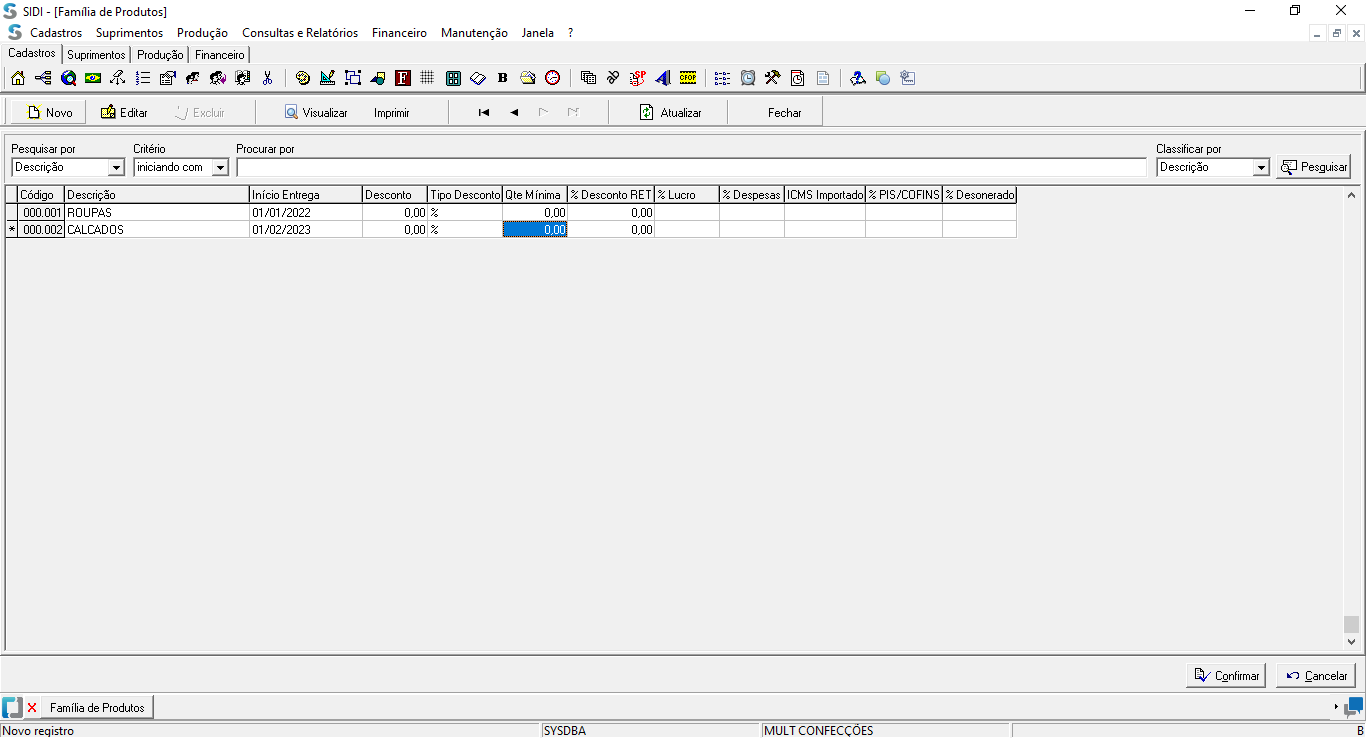 SIDI - [Família de Produtos]
Cadastros Suprimentos Produção Consultas e Relatórios Financeiro Manutenção Janela ?
Cadastros Suprimentos Produção Financeiro
F B SP CFOP
Novo Editar Excluir Visualizar Imprimir Atualizar Fechar
Pesquisar por Critério Procurar por Classificar por
Descrição iniciando com Descrição Pesquisar
Código Descrição Início Entrega Desconto Tipo Desconto Qte Mínima % Desconto RET % Lucro % Despesas ICMS Importado % PIS/COFINS % Desonerado
000.001 ROUPAS 01/01/2022 0,00 % 0,00 0,00
* 000.002 CALCADOS 01/02/2023 0,00 % 0,00 0,00
Confirmar Cancelar
Família de Produtos
Novo registro SYSDBA MULT CONFECÇÕES B